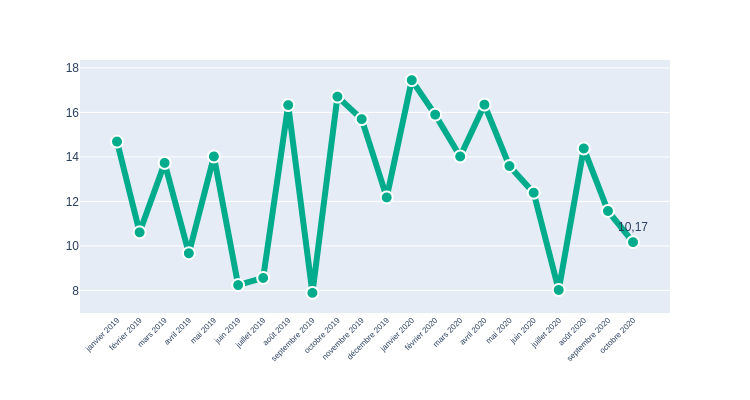 18
16
14
12
10
8
10,17
janvier 2019
février 2019
mars 2019
avril 2019
mai 2019
juin 2019
juillet 2019
août 2019
septembre 2019
octobre 2019
novembre 2019
décembre 2019
janvier 2020
février 2020
mars 2020
avril 2020
mai 2020
juin 2020
juillet 2020
août 2020
septembre 2020
octobre 2020